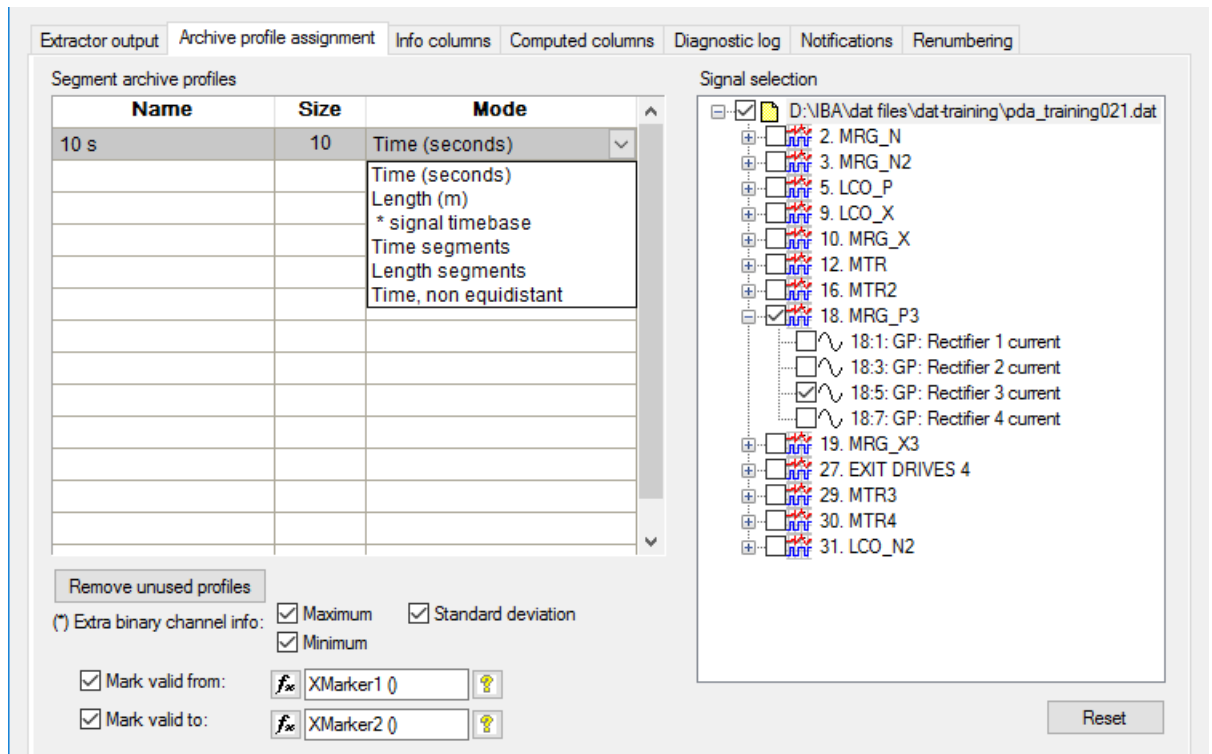 Extractor output Archive profile assignment Info columns Computed columns Diagnostic log Notifications Renumbering
Segment archive profiles
Name Size Mode
10 s 10 Time (seconds)
Time (seconds)
Length (m)
* signal timebase
Time segments
Length segments
Time, non equidistant
Remove unused profiles
(*) Extra binary channel info: Maximum Standard deviation
Minimum
Mark valid from: fx XMarker1 () ?
Mark valid to: fx XMarker2 () ?
Signal selection
D:\IBA\dat files\dat-training\pda_training021.dat
2. MRG_N
3. MRG_N2
5. LCO_P
9. LCO_X
10. MRG_X
12. MTR
16. MTR2
18. MRG_P3
18:1: GP: Rectifier 1 current
18:3: GP: Rectifier 2 current
18:5: GP: Rectifier 3 current
18:7: GP: Rectifier 4 current
19. MRG_X3
27. EXIT DRIVES 4
29. MTR3
30. MTR4
31. LCO_N2
Reset